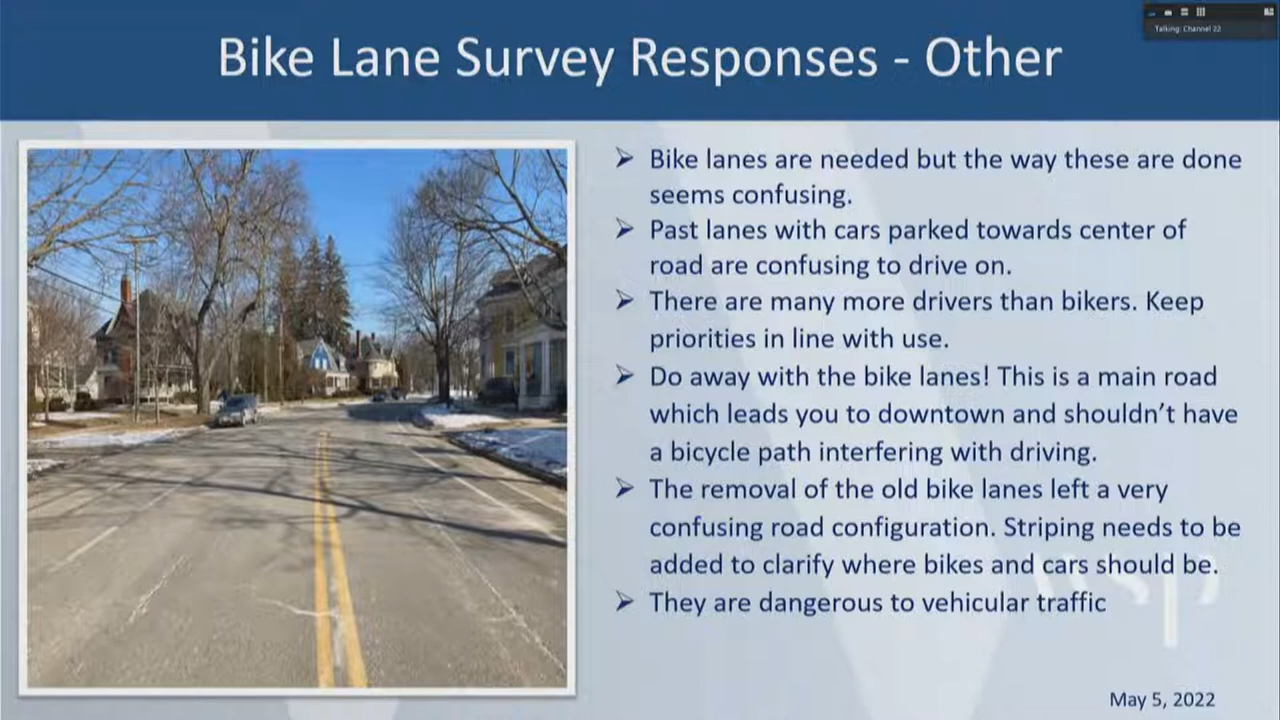 Talking: Channel 22
Bike Lane Survey Responses - Other
➢ Bike lanes are needed but the way these are done
seems confusing.
➢ Past lanes with cars parked towards center of
road are confusing to drive on.
➢ There are many more drivers than bikers. Keep
priorities in line with use.
➢ Do away with the bike lanes! This is a main road
which leads you to downtown and shouldn’t have
a bicycle path interfering with driving.
➢ The removal of the old bike lanes left a very
confusing road configuration. Striping needs to be
added to clarify where bikes and cars should be.
➢ They are dangerous to vehicular traffic
May 5, 2022